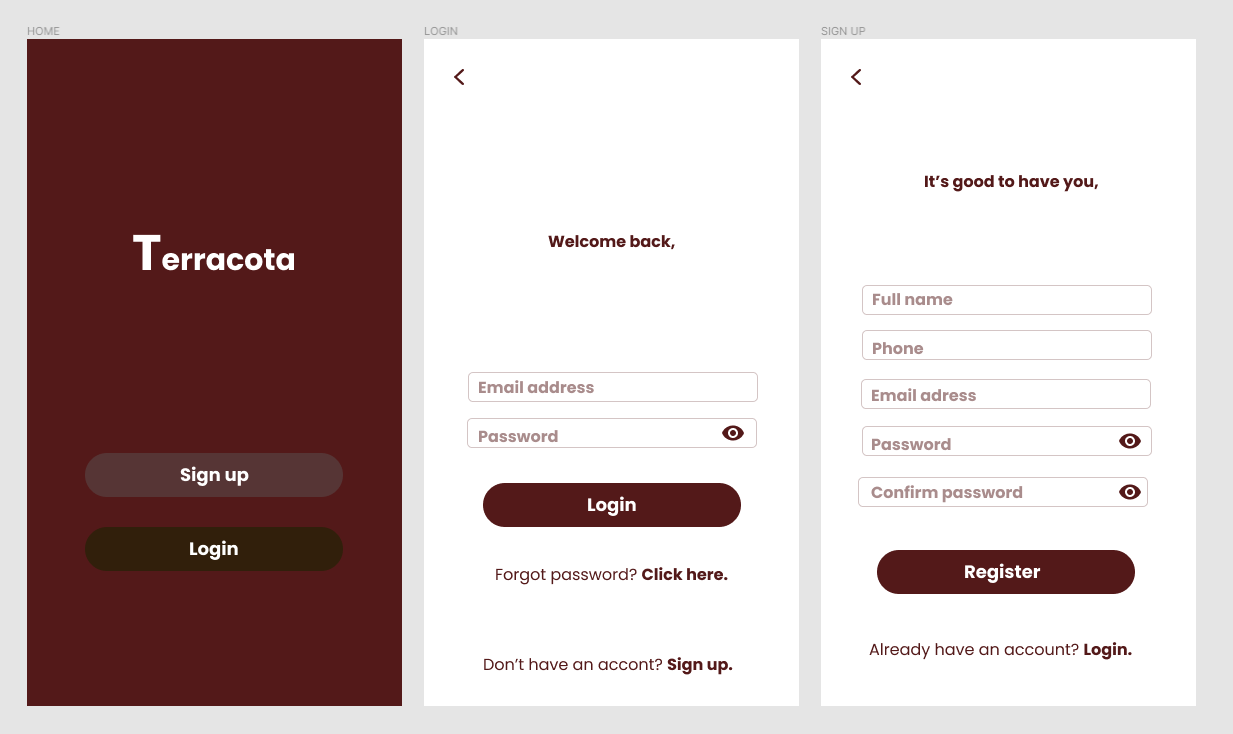 HOME
Terracota
Sign up
Login
LOGIN
Welcome back,
Email address
Password
Login
Forgot password? Click here.
Don’t have an accont? Sign up.
SIGN UP
It’s good to have you,
Full name
Phone
Email adress
Password
Confirm password
Register
Already have an account? Login.